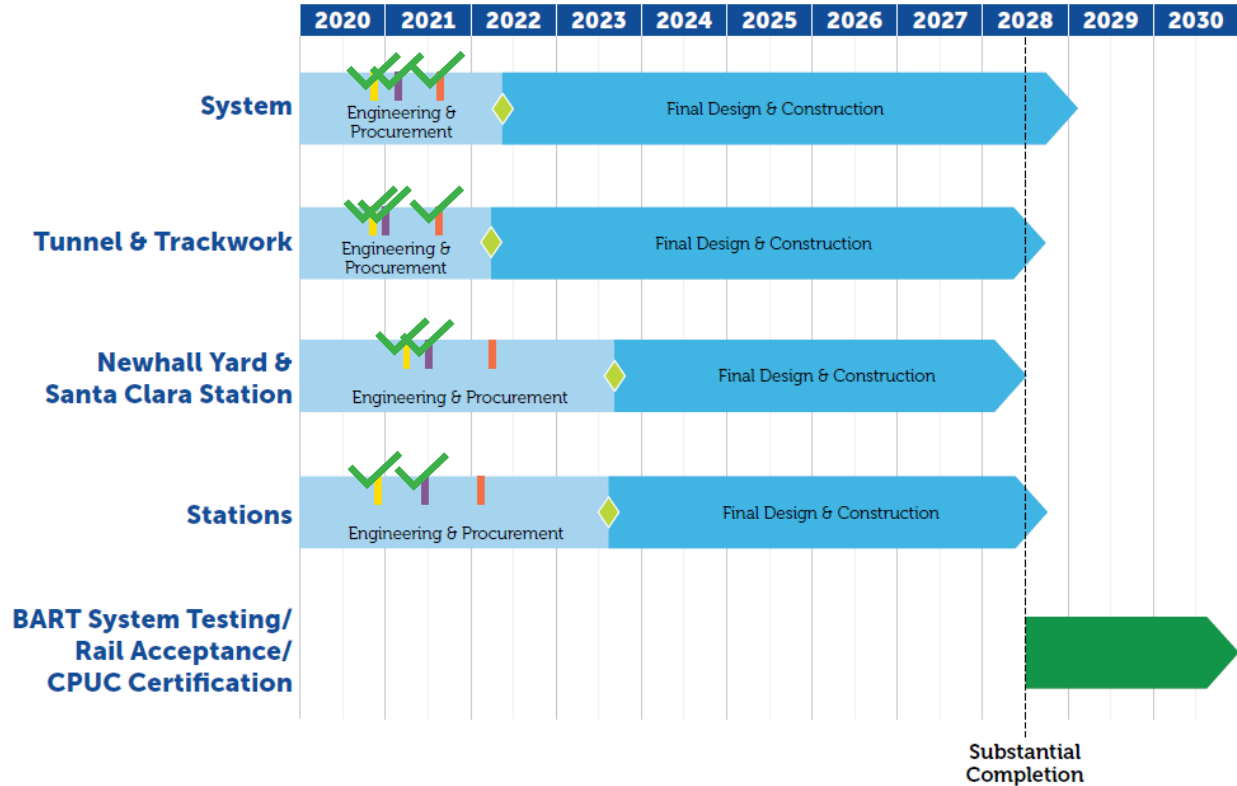 2020 2021 2022 2023 2024 2025 2026 2027 2028 2029 2030
System
Engineering &
Procurement
Final Design & Construction
Tunnel & Trackwork
Engineering &
Procurement
Final Design & Construction
Newhall Yard &
Santa Clara Station
Engineering & Procurement
Final Design & Construction
Stations
Engineering & Procurement
Final Design & Construction
BART System Testing/
Rail Acceptance/
CPUC Certification
Substantial
Completion